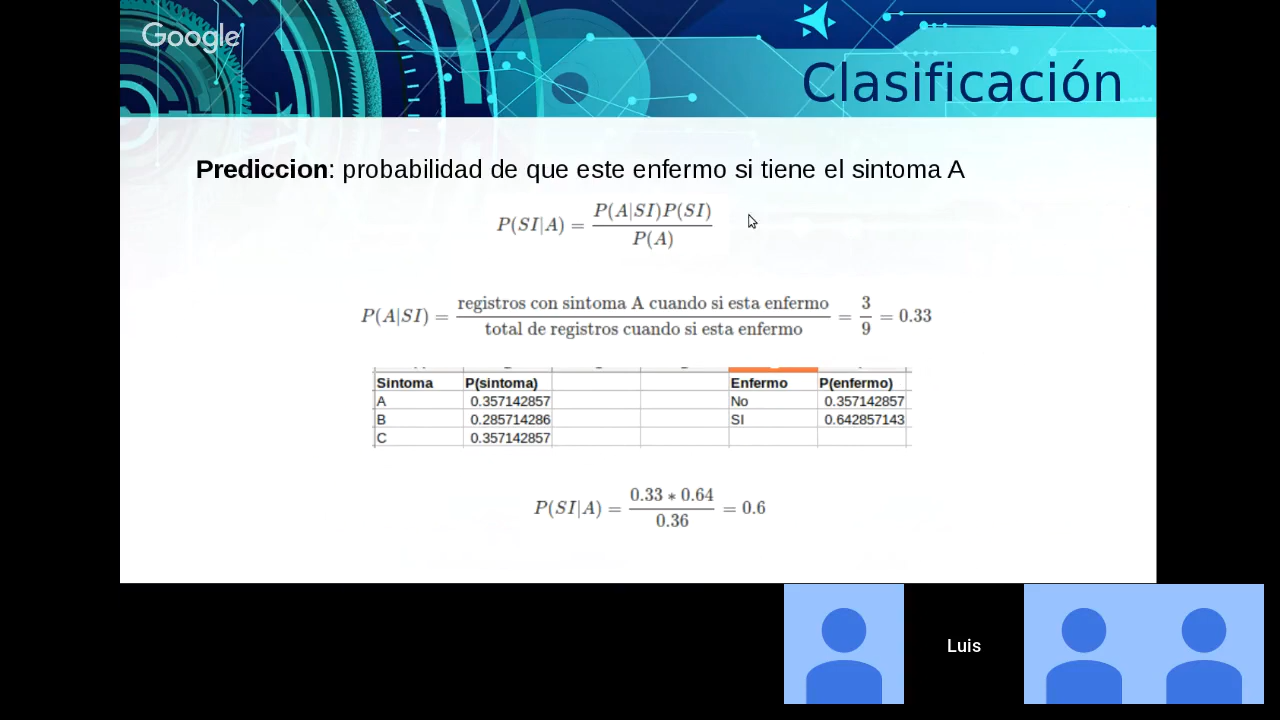 Google
Clasificación
Prediccion: probabilidad de que este enfermo si tiene el sintoma A
P(SI|A) = P(A|SI)P(SI) / P(A)
P(A|SI) = registros con sintoma A cuando si esta enfermo / total de registros cuando si esta enfermo = 3/9 = 0.33
Sintoma P(sintoma) Enfermo P(enfermo)
A 0.357142857 No 0.357142857
B 0.285714286 SI 0.642857143
C 0.357142857
P(SI|A) = 0.33 * 0.64 / 0.36 = 0.6
Luis